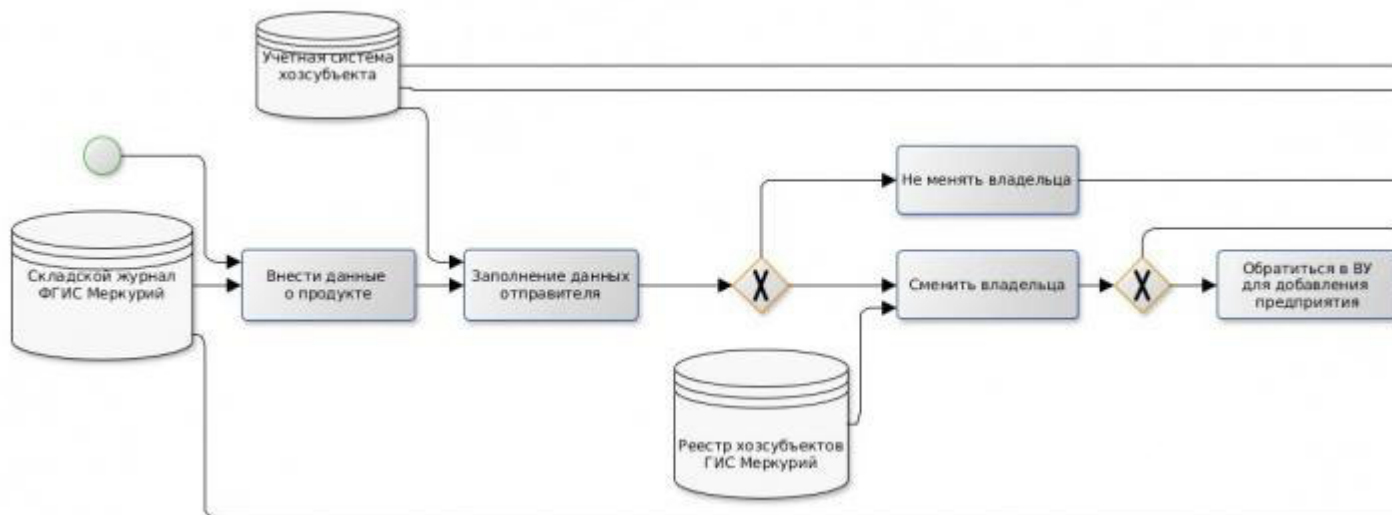 Учетная система
хозсубъекта
Не менять владельца
Складской журнал
ФГИС Меркурий
Внести данные
о продукте
Заполнение данных
отправителя
X
Сменить владельца
X
Обратиться в ВУ
для добавления
предприятия
Реестр хозсубъектов
ГИС Меркурий